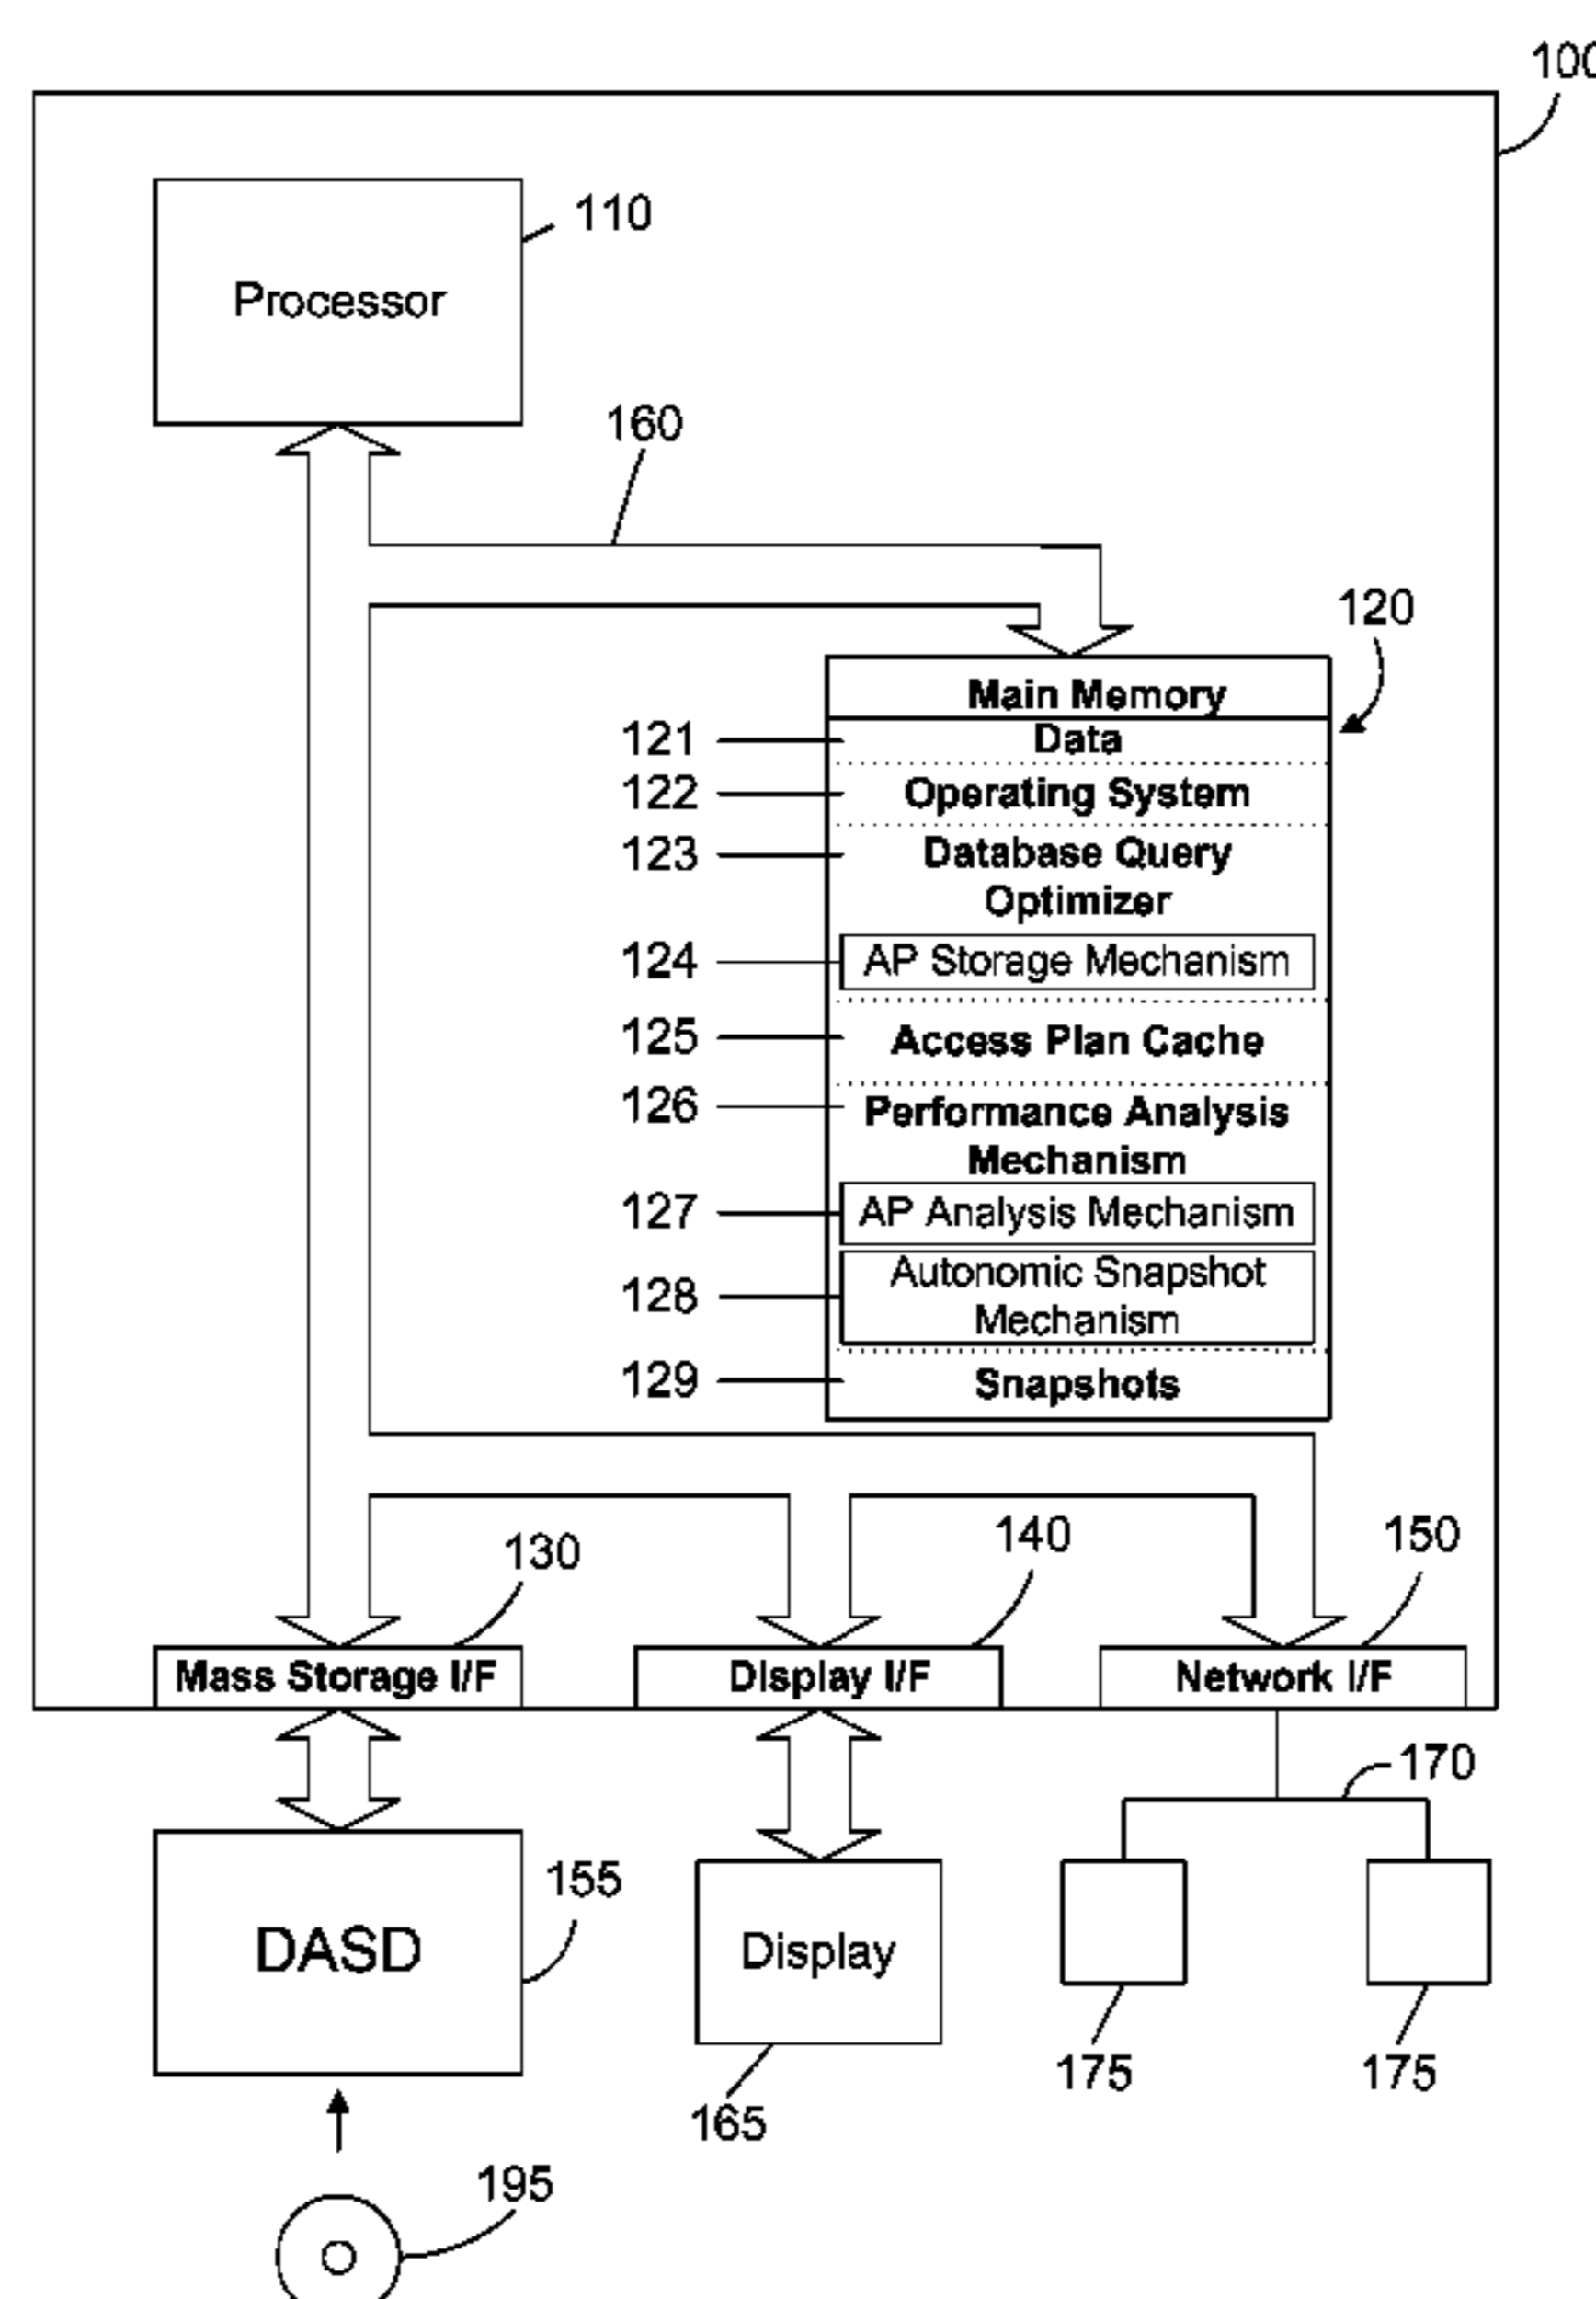 100
110
Processor
160
120
Main Memory
121 Data
122 Operating System
123 Database Query
Optimizer
124 AP Storage Mechanism
125 Access Plan Cache
126 Performance Analysis
Mechanism
127 AP Analysis Mechanism
128 Autonomic Snapshot
Mechanism
129 Snapshots
130 140 150
Mass Storage I/F Display I/F Network I/F
170
155
DASD Display
175 175
165
195